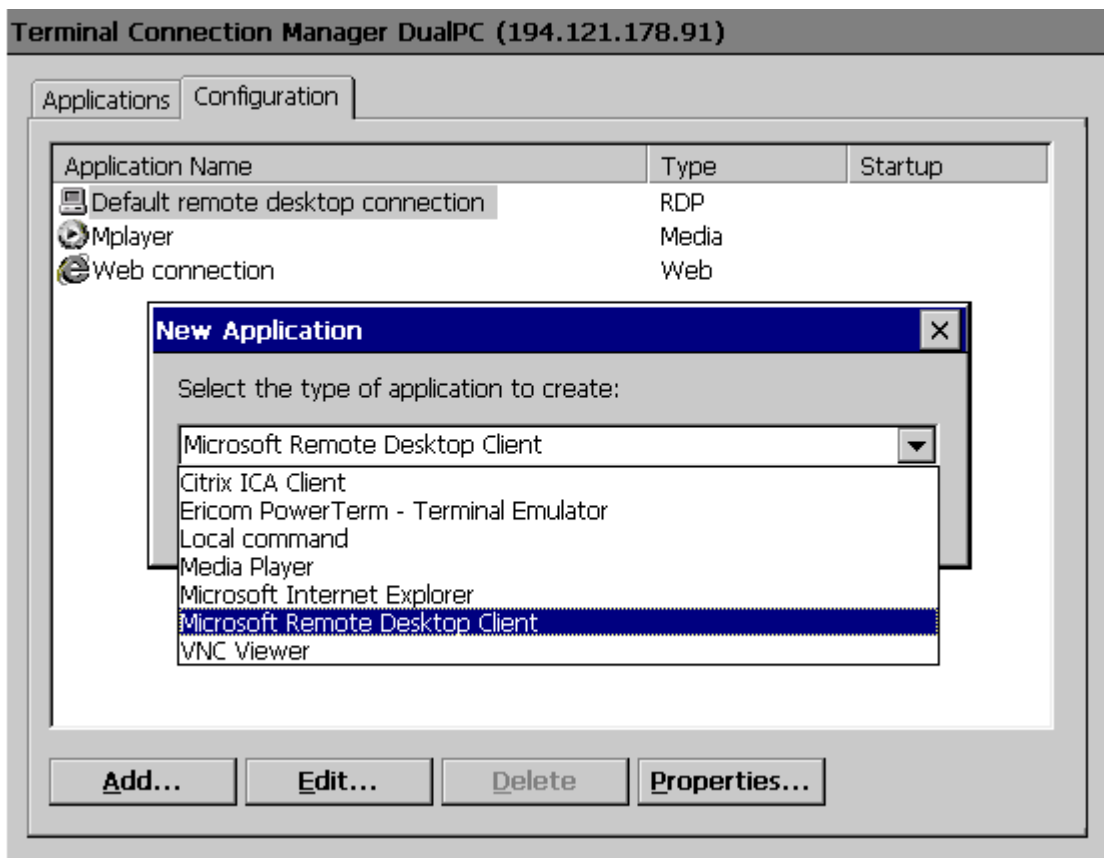 Terminal Connection Manager DualPC (194.121.178.91)
Applications Configuration
Application Name Type Startup
Default remote desktop connection RDP
Mplayer Media
Web connection Web
New Application
Select the type of application to create:
Microsoft Remote Desktop Client
Citrix ICA Client
Ericom PowerTerm - Terminal Emulator
Local command
Media Player
Microsoft Internet Explorer
Microsoft Remote Desktop Client
VNC Viewer
Add... Edit... Delete Properties...